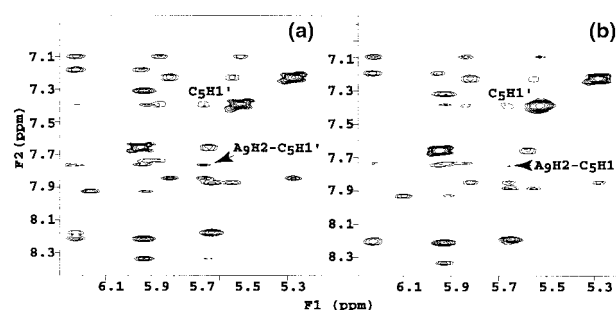 (a)
(b)
7.1
7.3
7.5
7.7
7.9
8.1
8.3
F2 (ppm)
C5H1'
A9H2-C5H1'
6.1 5.9 5.7 5.5 5.3
7.1
7.3
7.5
7.7
7.9
8.1
8.3
C5H1'
A9H2-C5H1
6.1 5.9 5.7 5.5 5.3
F1 (ppm)